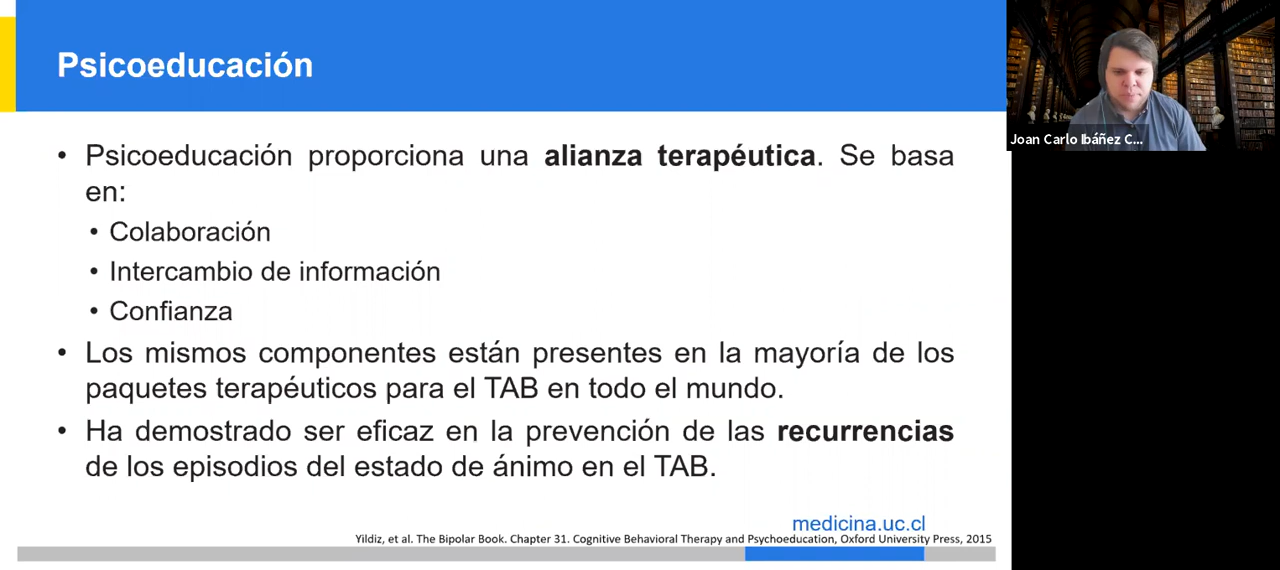 Psicoeducación
• Psicoeducación proporciona una alianza terapéutica. Se basa
en:
• Colaboración
• Intercambio de información
• Confianza
• Los mismos componentes están presentes en la mayoría de los
paquetes terapéuticos para el TAB en todo el mundo.
• Ha demostrado ser eficaz en la prevención de las recurrencias
de los episodios del estado de ánimo en el TAB.
medicina.uc.cl
Yildiz, et al. The Bipolar Book. Chapter 31. Cognitive Behavioral Therapy and Psychoeducation, Oxford University Press, 2015
Joan Carlo Ibáñez C...